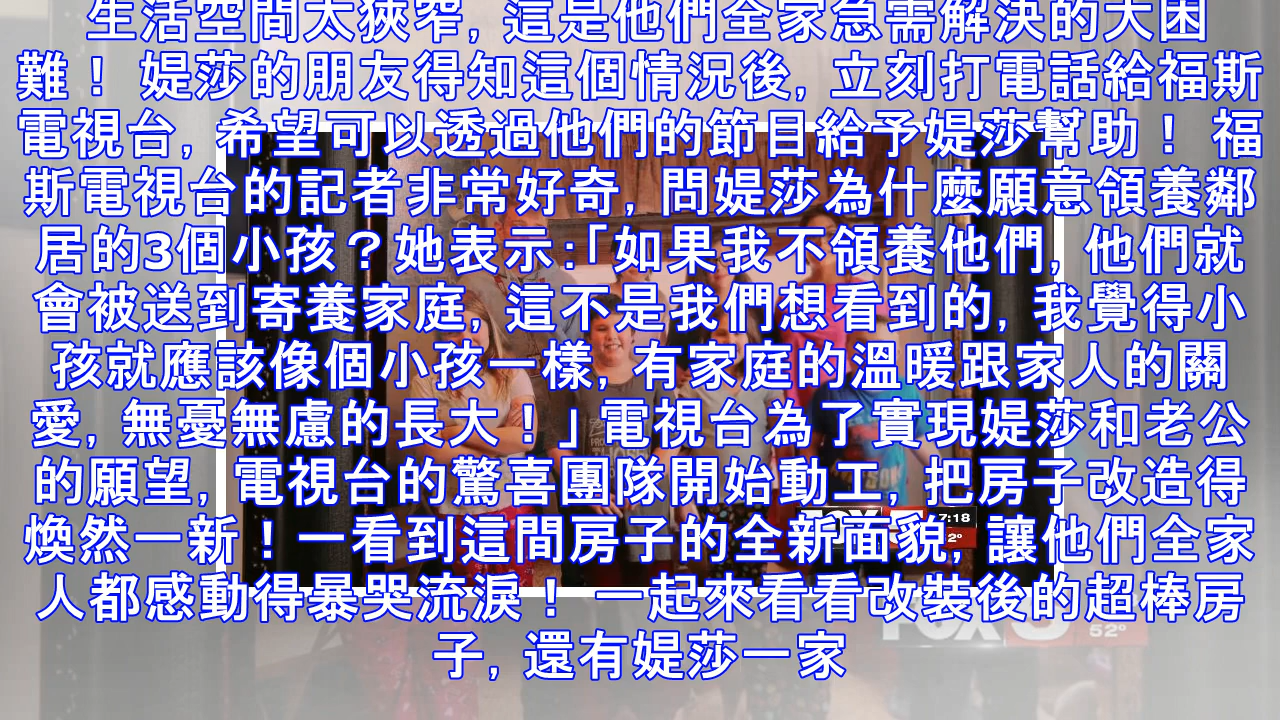 生活空間太狹窄, 這是他們全家急需解決的大困
難！ 媞莎的朋友得知這個情況後, 立刻打電話給福斯
電視台, 希望可以透過他們的節目給予媞莎幫助！ 福
斯電視台的記者非常好奇, 問媞莎為什麼願意領養鄰
居的3個小孩？她表示:「如果我不領養他們, 他們就
會被送到寄養家庭, 這不是我們想看到的, 我覺得小
孩就應該像個小孩一樣, 有家庭的溫暖跟家人的關
愛, 無憂無慮的長大！」電視台為了實現媞莎和老公
的願望, 電視台的驚喜團隊開始動工, 把房子改造得
煥然一新！一看到這間房子的全新面貌, 讓他們全家
人都感動得暴哭流淚！ 一起來看看改裝後的超棒房
子, 還有媞莎一家
7:18
52°